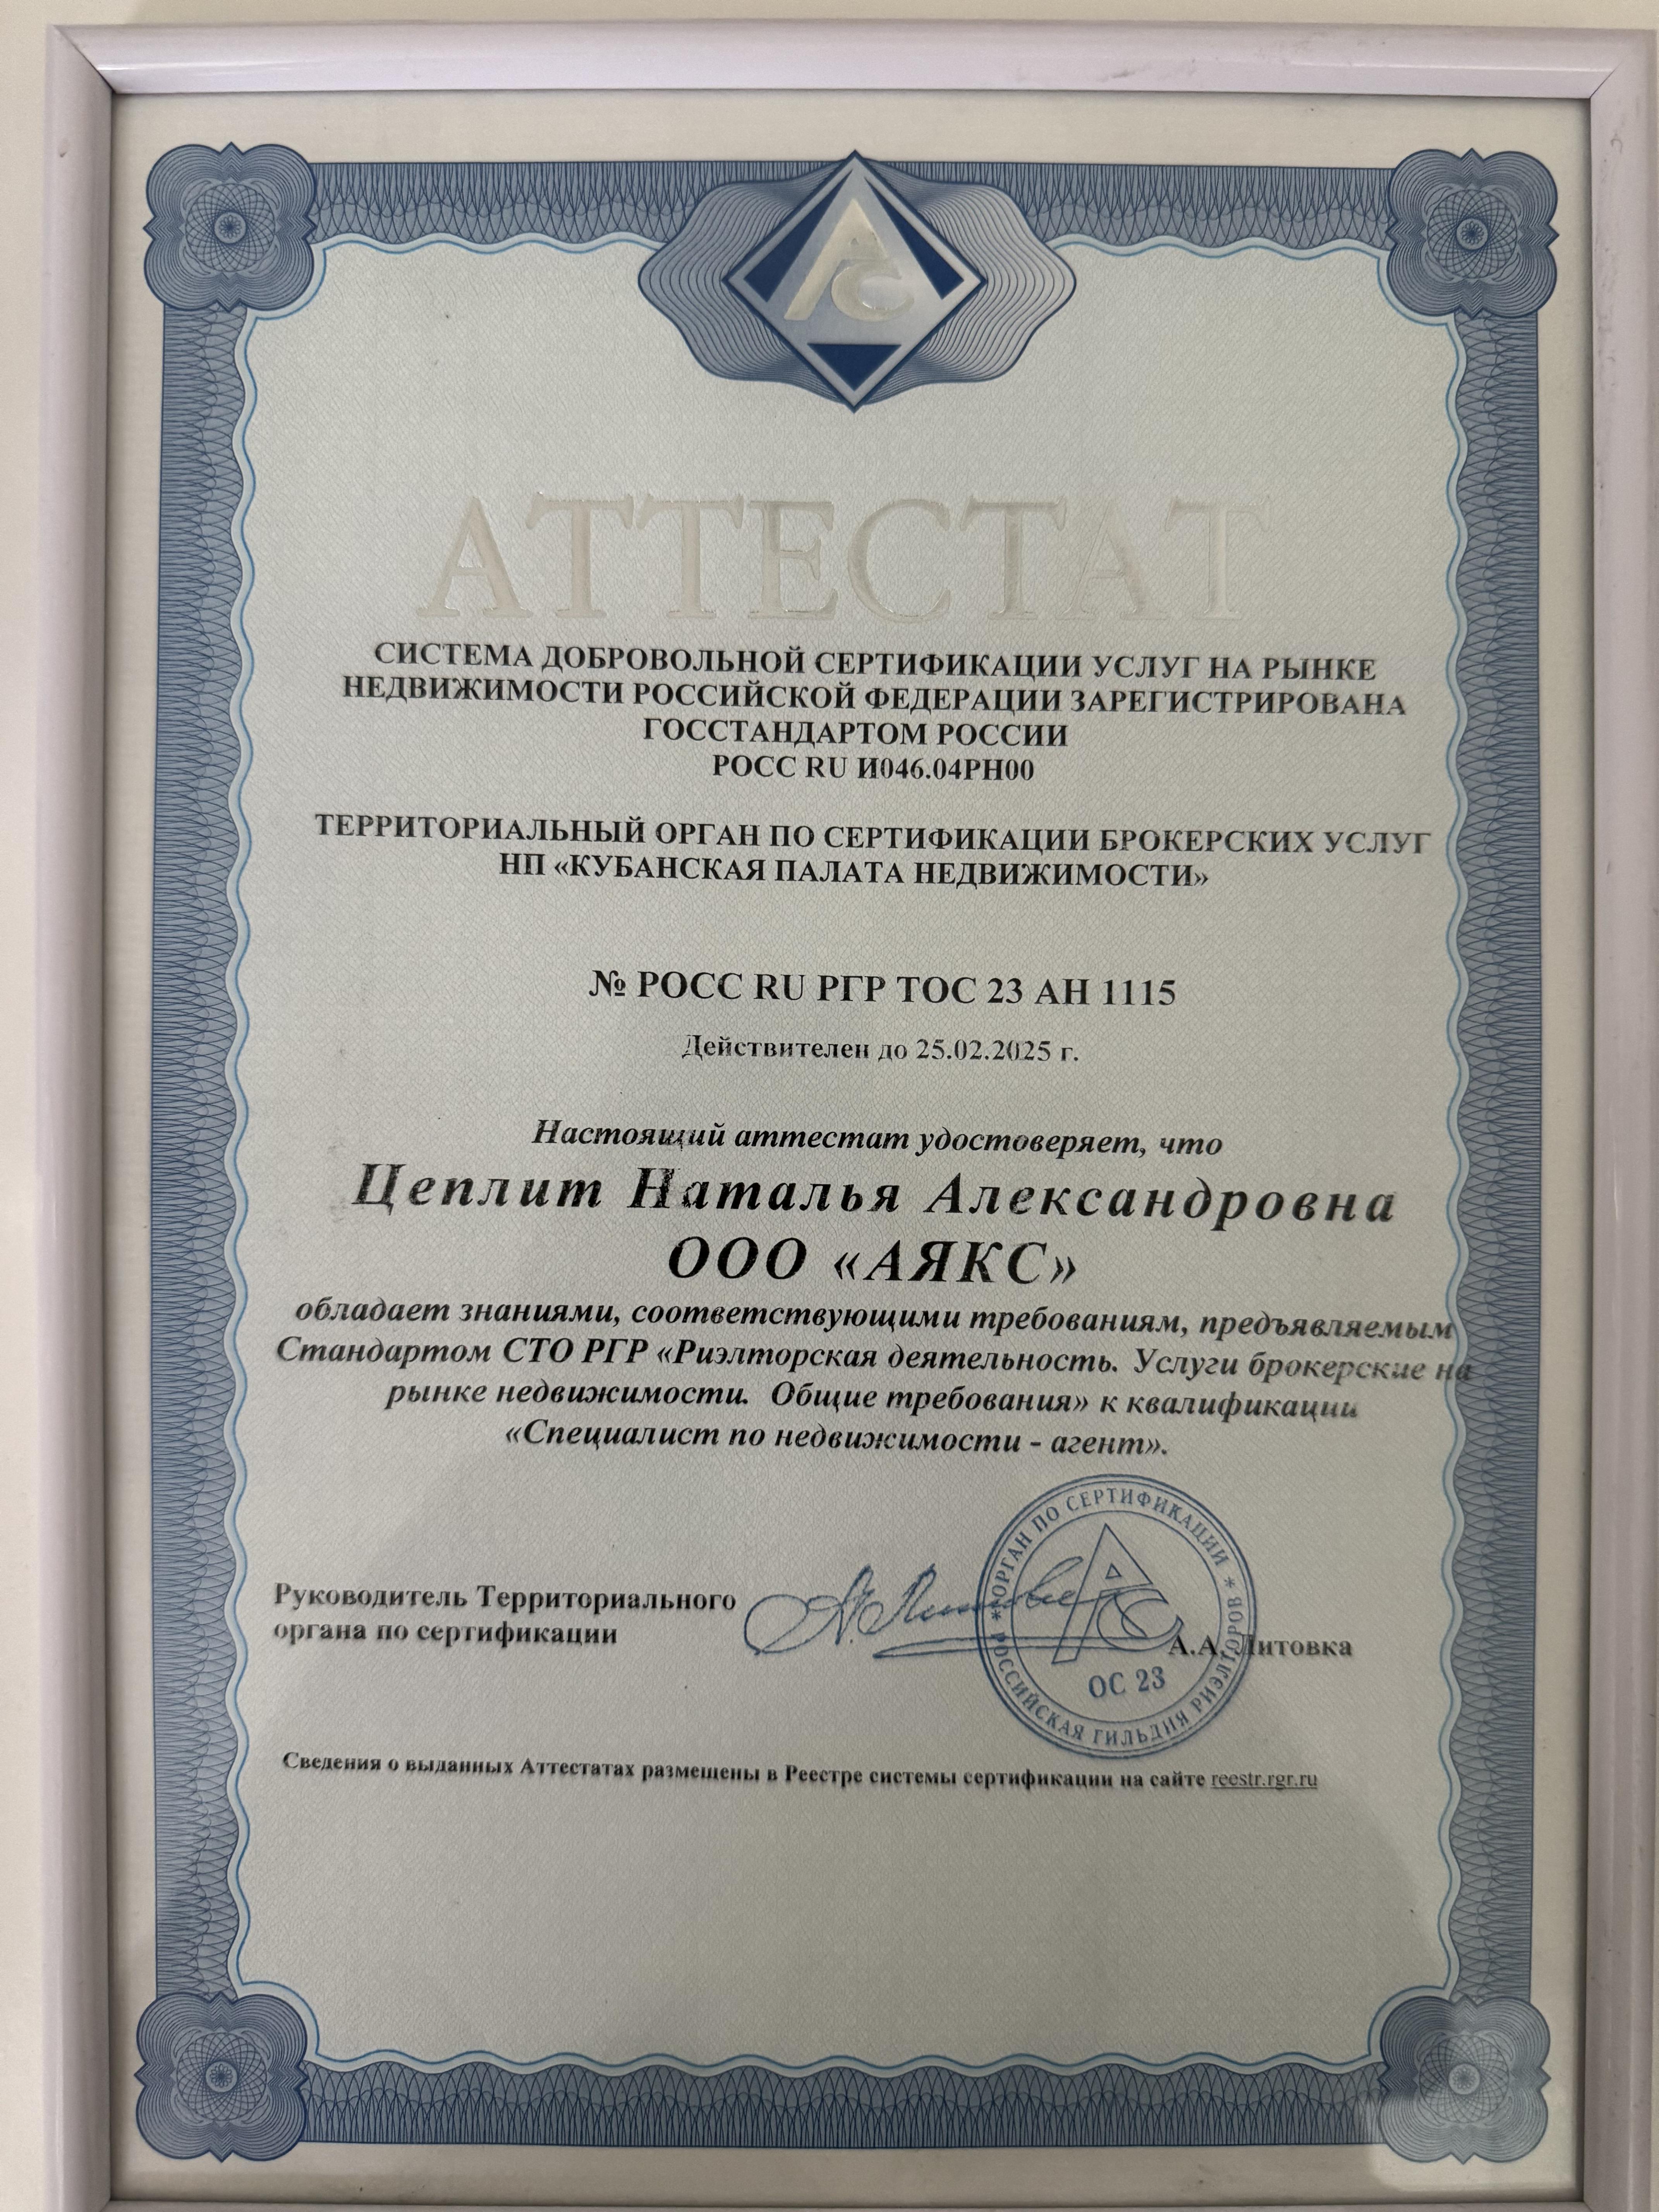 АТТЕСТАТ
СИСТЕМА ДОБРОВОЛЬНОЙ СЕРТИФИКАЦИИ УСЛУГ НА РЫНКЕ
НЕДВИЖИМОСТИ РОССИЙСКОЙ ФЕДЕРАЦИИ ЗАРЕГИСТРИРОВАНА
ГОССТАНДАРТОМ РОССИИ
РОСС RU И046.04РН00
ТЕРРИТОРИАЛЬНЫЙ ОРГАН ПО СЕРТИФИКАЦИИ БРОКЕРСКИХ УСЛУГ
НП «КУБАНСКАЯ ПАЛАТА НЕДВИЖИМОСТИ»
№ РОСС RU РГР ТОС 23 АН 1115
Действителен до 25.02.2025 г.
Настоящий аттестат удостоверяет, что
Цеплит Наталья Александровна
ООО «АЯКС»
обладает знаниями, соответствующими требованиям, предъявляемым
Стандартом СТО РГР «Риэлторская деятельность. Услуги брокерские на
рынке недвижимости. Общие требования» к квалификации
«Специалист по недвижимости - агент».
Руководитель Территориального
органа по сертификации
А.А. Литовка
* ОРГАН ПО СЕРТИФИКАЦИИ *
РОССИЙСКАЯ ГИЛЬДИЯ РИЭЛТОРОВ
ОС 23
Сведения о выданных Аттестатах размещены в Реестре системы сертификации на сайте reestr.rgr.ru